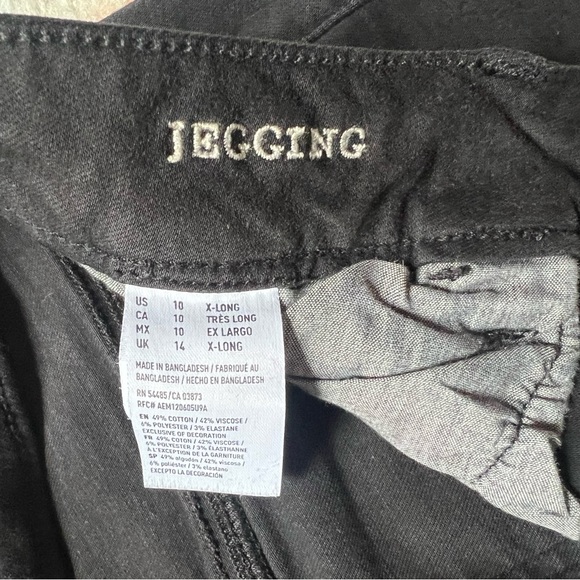 JEGGING
US 10 X-LONG
CA 10 TRÈS LONG
MX 10 EX LARGO
UK 14 X-LONG
MADE IN BANGLADESH / FABRIQUÉ AU
BANGLADESH / HECHO EN BANGLADESH
RN 54485/CA 03873
RFC# AEM120605U9A
EN 49% COTTON / 42% VISCOSE /
6% POLYESTER / 3% ELASTANE
EXCLUSIVE OF DECORATION
FR 49% COTON / 42% VISCOSE /
6% POLYESTER / 3% ÉLASTHANNE
À L'EXCEPTION DE LA GARNITURE
SP 49% algodón / 42% viscosa /
6% poliéster / 3% elastano
EXCEPTO LA DECORACIÓN